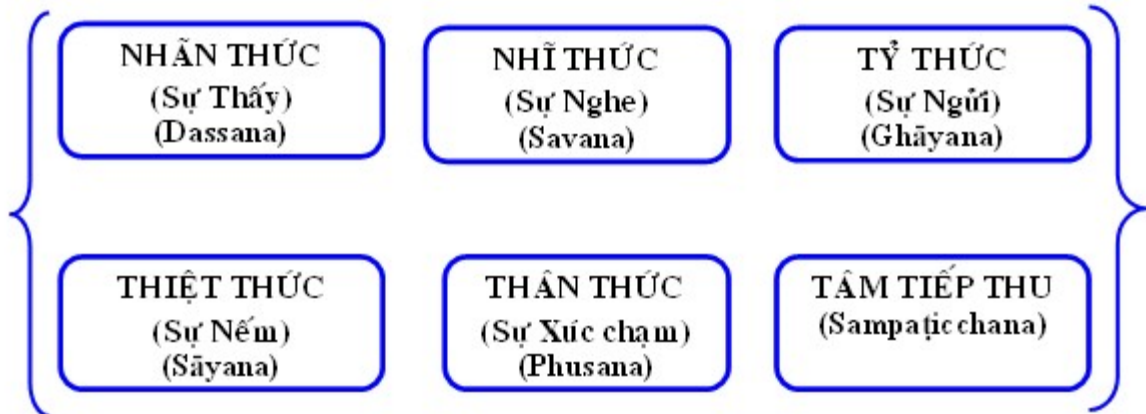 NHÃN THỨC
(Sự Thấy)
(Dassana)
NHĨ THỨC
(Sự Nghe)
(Savana)
TỶ THỨC
(Sự Ngửi)
(Ghāyana)
THIỆT THỨC
(Sự Nếm)
(Sāyana)
THÂN THỨC
(Sự Xúc chạm)
(Phusana)
TÂM TIẾP THU
(Sampaṭicchana)